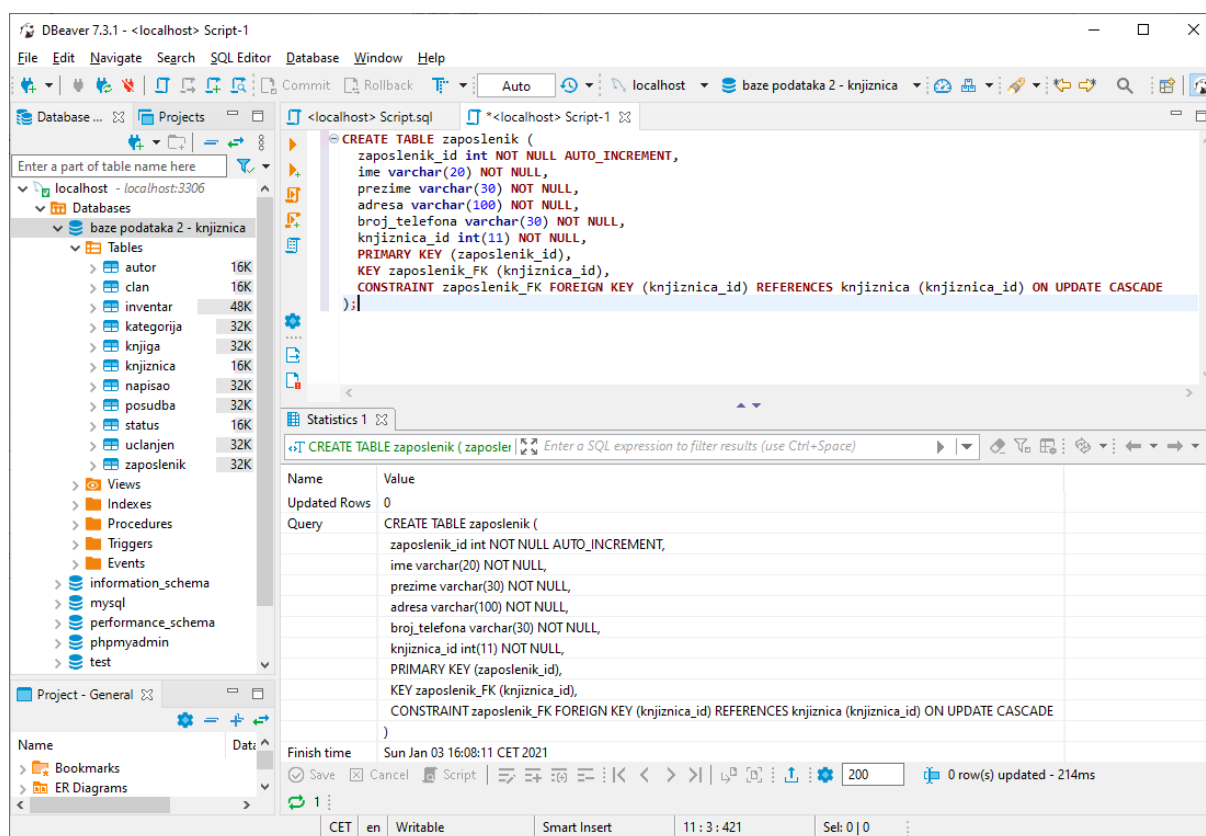 DBeaver 7.3.1 - <localhost> Script-1
File Edit Navigate Search SQL Editor Database Window Help
Commit Rollback Auto localhost baze podataka 2 - knjiznica
Database ... Projects
Enter a part of table name here
localhost - localhost:3306
Databases
baze podataka 2 - knjiznica
Tables
autor 16K
clan 16K
inventar 48K
kategorija 32K
knjiga 32K
knjiznica 16K
napisao 32K
posudba 32K
status 16K
uclanjen 32K
zaposlenik 32K
Views
Indexes
Procedures
Triggers
Events
information_schema
mysql
performance_schema
phpmyadmin
test
Project - General
Name Data
Bookmarks
ER Diagrams
<localhost> Script.sql *<localhost> Script-1
CREATE TABLE zaposlenik (
zaposlenik_id int NOT NULL AUTO_INCREMENT,
ime varchar(20) NOT NULL,
prezime varchar(30) NOT NULL,
adresa varchar(100) NOT NULL,
broj_telefona varchar(30) NOT NULL,
knjiznica_id int(11) NOT NULL,
PRIMARY KEY (zaposlenik_id),
KEY zaposlenik_FK (knjiznica_id),
CONSTRAINT zaposlenik_FK FOREIGN KEY (knjiznica_id) REFERENCES knjiznica (knjiznica_id) ON UPDATE CASCADE
);
Statistics 1
CREATE TABLE zaposlenik ( zaposler Enter a SQL expression to filter results (use Ctrl+Space)
Name Value
Updated Rows 0
Query CREATE TABLE zaposlenik (
zaposlenik_id int NOT NULL AUTO_INCREMENT,
ime varchar(20) NOT NULL,
prezime varchar(30) NOT NULL,
adresa varchar(100) NOT NULL,
broj_telefona varchar(30) NOT NULL,
knjiznica_id int(11) NOT NULL,
PRIMARY KEY (zaposlenik_id),
KEY zaposlenik_FK (knjiznica_id),
CONSTRAINT zaposlenik_FK FOREIGN KEY (knjiznica_id) REFERENCES knjiznica (knjiznica_id) ON UPDATE CASCADE
)
Finish time Sun Jan 03 16:08:11 CET 2021
Save Cancel Script 200 0 row(s) updated - 214ms
1
CET en Writable Smart Insert 11 : 3 : 421 Sel: 0 | 0